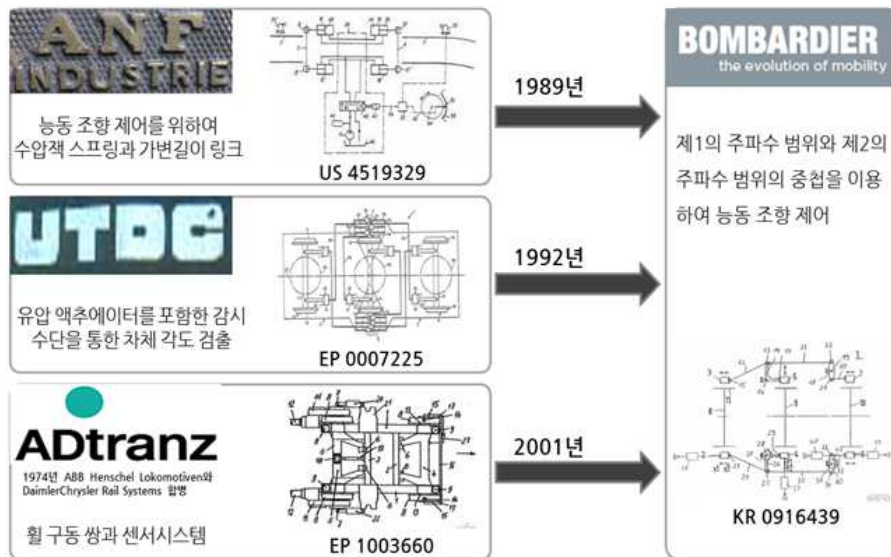 ANF
INDUSTRIE
능동 조향 제어를 위하여
수압잭 스프링과 가변길이 링크
US 4519329
1989년
UTDC
유압 액추에이터를 포함한 감시
수단을 통한 차체 각도 검출
EP 0007225
1992년
ADtranz
1974년 ABB Henschel Lokomotiven와
DaimlerChrysler Rail Systems 합병
휠 구동 쌍과 센서시스템
EP 1003660
2001년
BOMBARDIER
the evolution of mobility
제1의 주파수 범위와 제2의
주파수 범위의 중첩을 이용
하여 능동 조향 제어
KR 0916439